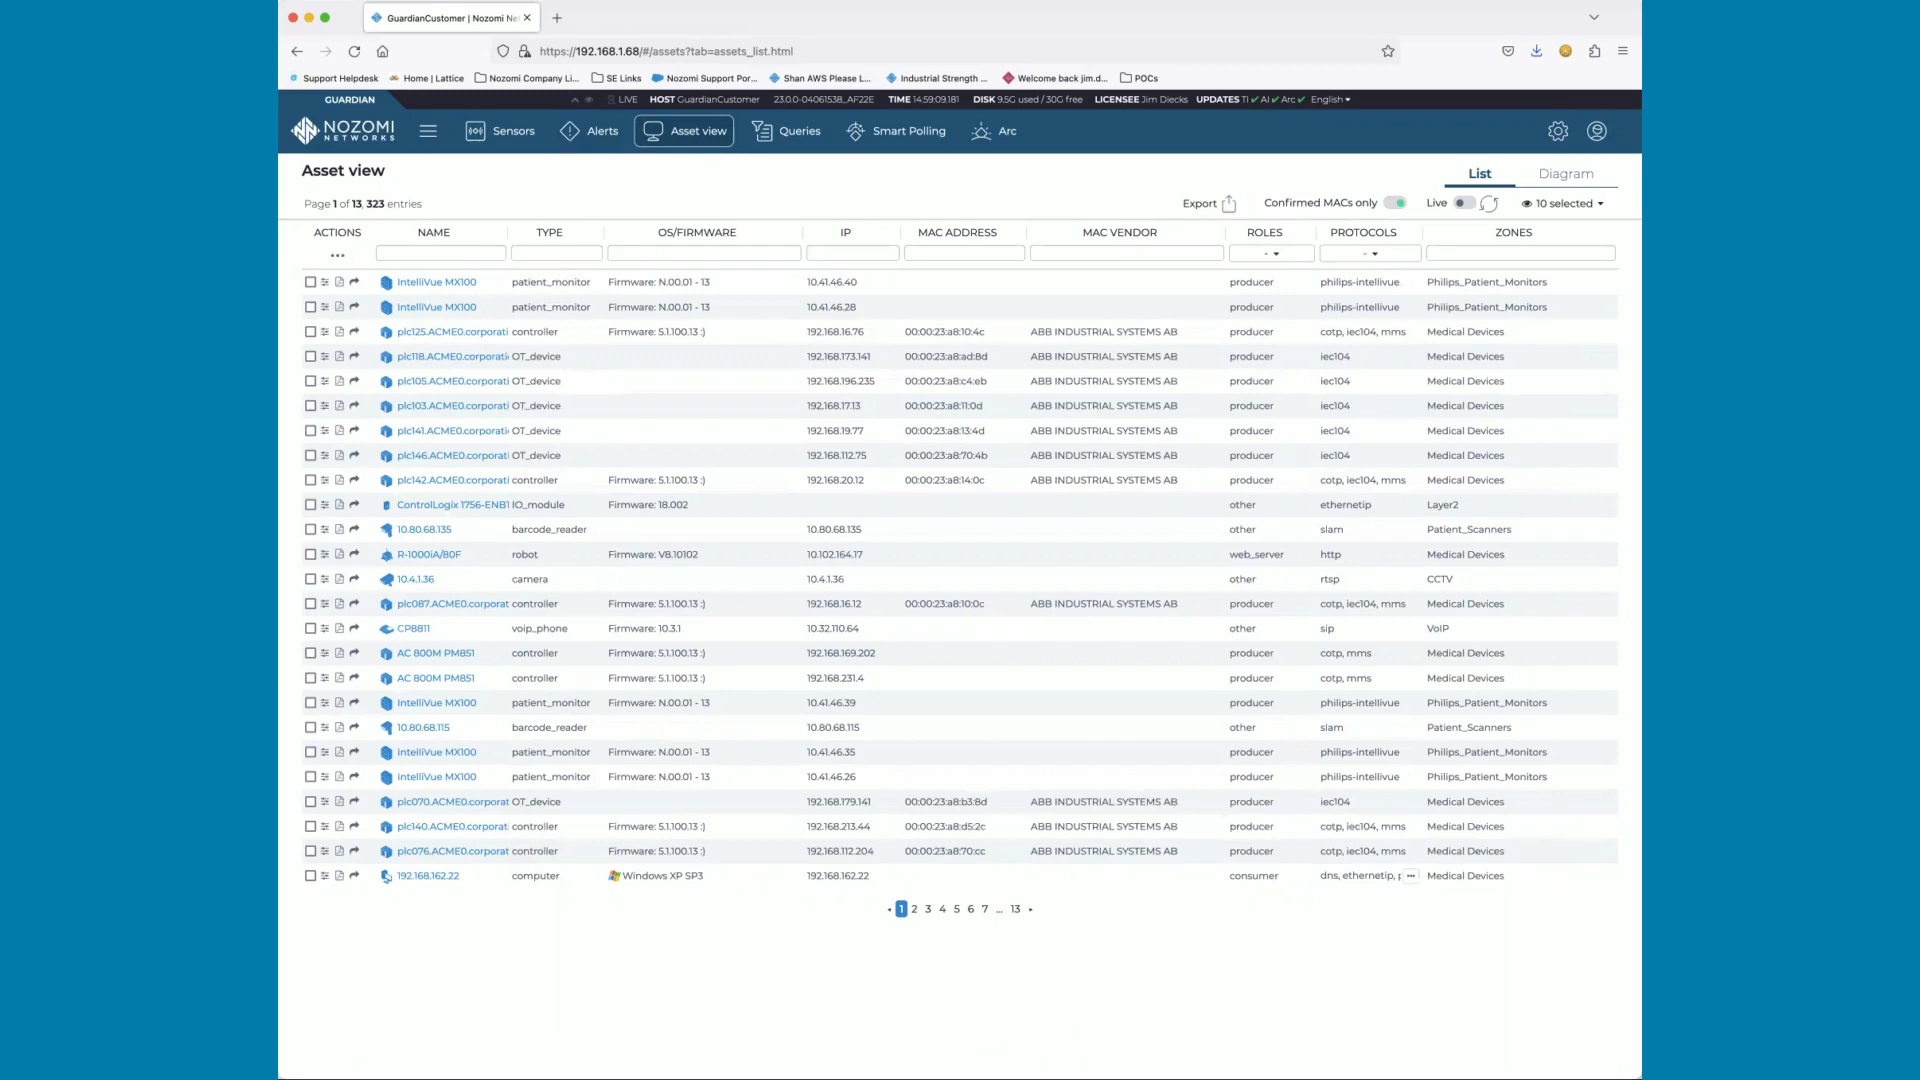 GuardianCustomer | Nozomi Ne
https://192.168.1.68/#/assets?tab=assets_list.html
Support Helpdesk Home | Lattice Nozomi Company Li... SE Links Nozomi Support Por... Shan AWS Please L... Industrial Strength ... Welcome back jim.d... POCs
GUARDIAN LIVE HOST GuardianCustomer 23.0.0-04061538_AF22E TIME 14:59:09.181 DISK 9.5G used / 30G free LICENSEE Jim Diecks UPDATES TI ✔ AI ✔ Arc ✔ English
NOZOMI NETWORKS Sensors Alerts Asset view Queries Smart Polling Arc
Asset view List Diagram
Page 1 of 13, 323 entries Export Confirmed MACs only Live 10 selected
ACTIONS NAME TYPE OS/FIRMWARE IP MAC ADDRESS MAC VENDOR ROLES PROTOCOLS ZONES
••• - -
IntelliVue MX100 patient_monitor Firmware: N.00.01 - 13 10.41.46.40 producer philips-intellivue Philips_Patient_Monitors
IntelliVue MX100 patient_monitor Firmware: N.00.01 - 13 10.41.46.28 producer philips-intellivue Philips_Patient_Monitors
plc125.ACME0.corporati controller Firmware: 5.1.100.13 :) 192.168.16.76 00:00:23:a8:10:4c ABB INDUSTRIAL SYSTEMS AB producer cotp, iec104, mms Medical Devices
plc118.ACME0.corporati OT_device 192.168.173.141 00:00:23:a8:ad:8d ABB INDUSTRIAL SYSTEMS AB producer iec104 Medical Devices
plc105.ACME0.corporati OT_device 192.168.196.235 00:00:23:a8:c4:eb ABB INDUSTRIAL SYSTEMS AB producer iec104 Medical Devices
plc103.ACME0.corporati OT_device 192.168.17.13 00:00:23:a8:11:0d ABB INDUSTRIAL SYSTEMS AB producer iec104 Medical Devices
plc141.ACME0.corporati OT_device 192.168.19.77 00:00:23:a8:13:4d ABB INDUSTRIAL SYSTEMS AB producer iec104 Medical Devices
plc146.ACME0.corporati OT_device 192.168.112.75 00:00:23:a8:70:4b ABB INDUSTRIAL SYSTEMS AB producer iec104 Medical Devices
plc142.ACME0.corporati controller Firmware: 5.1.100.13 :) 192.168.20.12 00:00:23:a8:14:0c ABB INDUSTRIAL SYSTEMS AB producer cotp, iec104, mms Medical Devices
ControlLogix 1756-ENBT IO_module Firmware: 18.002 other ethernetip Layer2
10.80.68.135 barcode_reader 10.80.68.135 other slam Patient_Scanners
R-1000iA/80F robot Firmware: V8.10102 10.102.164.17 web_server http Medical Devices
10.4.1.36 camera 10.4.1.36 other rtsp CCTV
plc087.ACME0.corporat controller Firmware: 5.1.100.13 :) 192.168.16.12 00:00:23:a8:10:0c ABB INDUSTRIAL SYSTEMS AB producer cotp, iec104, mms Medical Devices
CP8811 voip_phone Firmware: 10.3.1 10.32.110.64 other sip VoIP
AC 800M PM851 controller Firmware: 5.1.100.13 :) 192.168.169.202 producer cotp, mms Medical Devices
AC 800M PM851 controller Firmware: 5.1.100.13 :) 192.168.231.4 producer cotp, mms Medical Devices
IntelliVue MX100 patient_monitor Firmware: N.00.01 - 13 10.41.46.39 producer philips-intellivue Philips_Patient_Monitors
10.80.68.115 barcode_reader 10.80.68.115 other slam Patient_Scanners
IntelliVue MX100 patient_monitor Firmware: N.00.01 - 13 10.41.46.35 producer philips-intellivue Philips_Patient_Monitors
IntelliVue MX100 patient_monitor Firmware: N.00.01 - 13 10.41.46.26 producer philips-intellivue Philips_Patient_Monitors
plc070.ACME0.corporat OT_device 192.168.179.141 00:00:23:a8:b3:8d ABB INDUSTRIAL SYSTEMS AB producer iec104 Medical Devices
plc140.ACME0.corporati controller Firmware: 5.1.100.13 :) 192.168.213.44 00:00:23:a8:d5:2c ABB INDUSTRIAL SYSTEMS AB producer cotp, iec104, mms Medical Devices
plc076.ACME0.corporat controller Firmware: 5.1.100.13 :) 192.168.112.204 00:00:23:a8:70:cc ABB INDUSTRIAL SYSTEMS AB producer cotp, iec104, mms Medical Devices
192.168.162.22 computer Windows XP SP3 192.168.162.22 consumer dns, ethernetip, ••• Medical Devices
1 2 3 4 5 6 7 ... 13